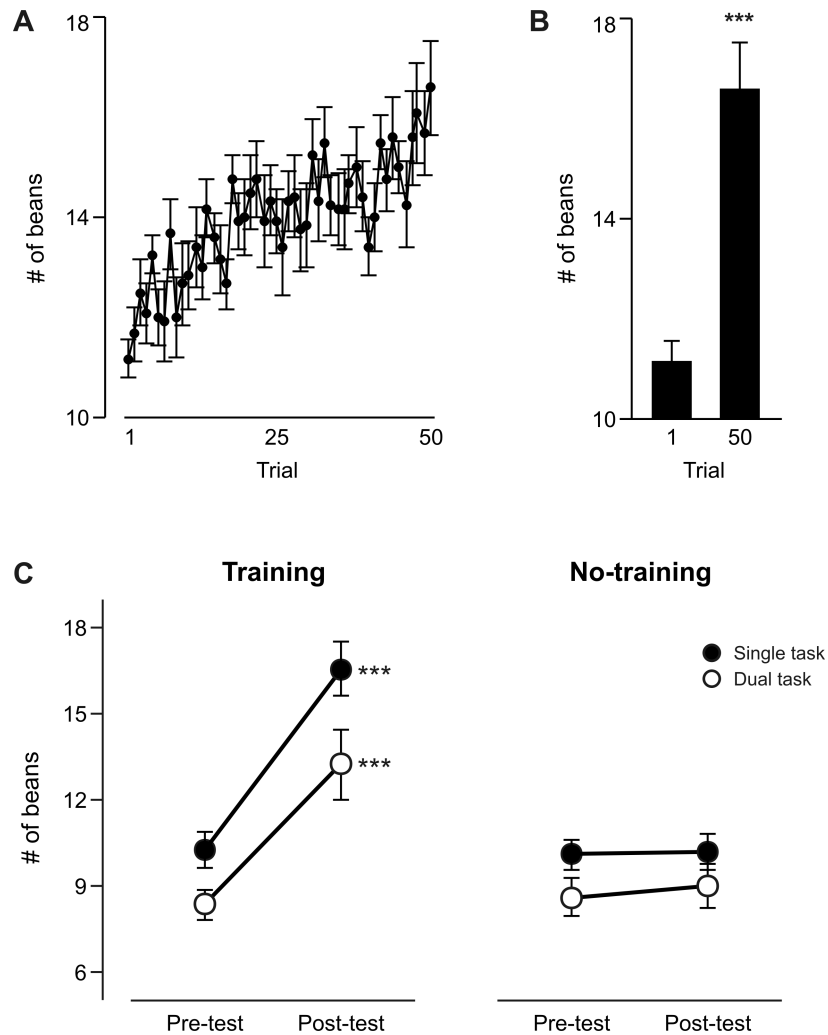 A
18
14
10
# of beans
1 25 50
Trial
B
***
18
14
10
# of beans
1 50
Trial
C
Training
No-training
18
15
12
9
6
# of beans
***
***
Single task
Dual task
Pre-test Post-test
Pre-test Post-test